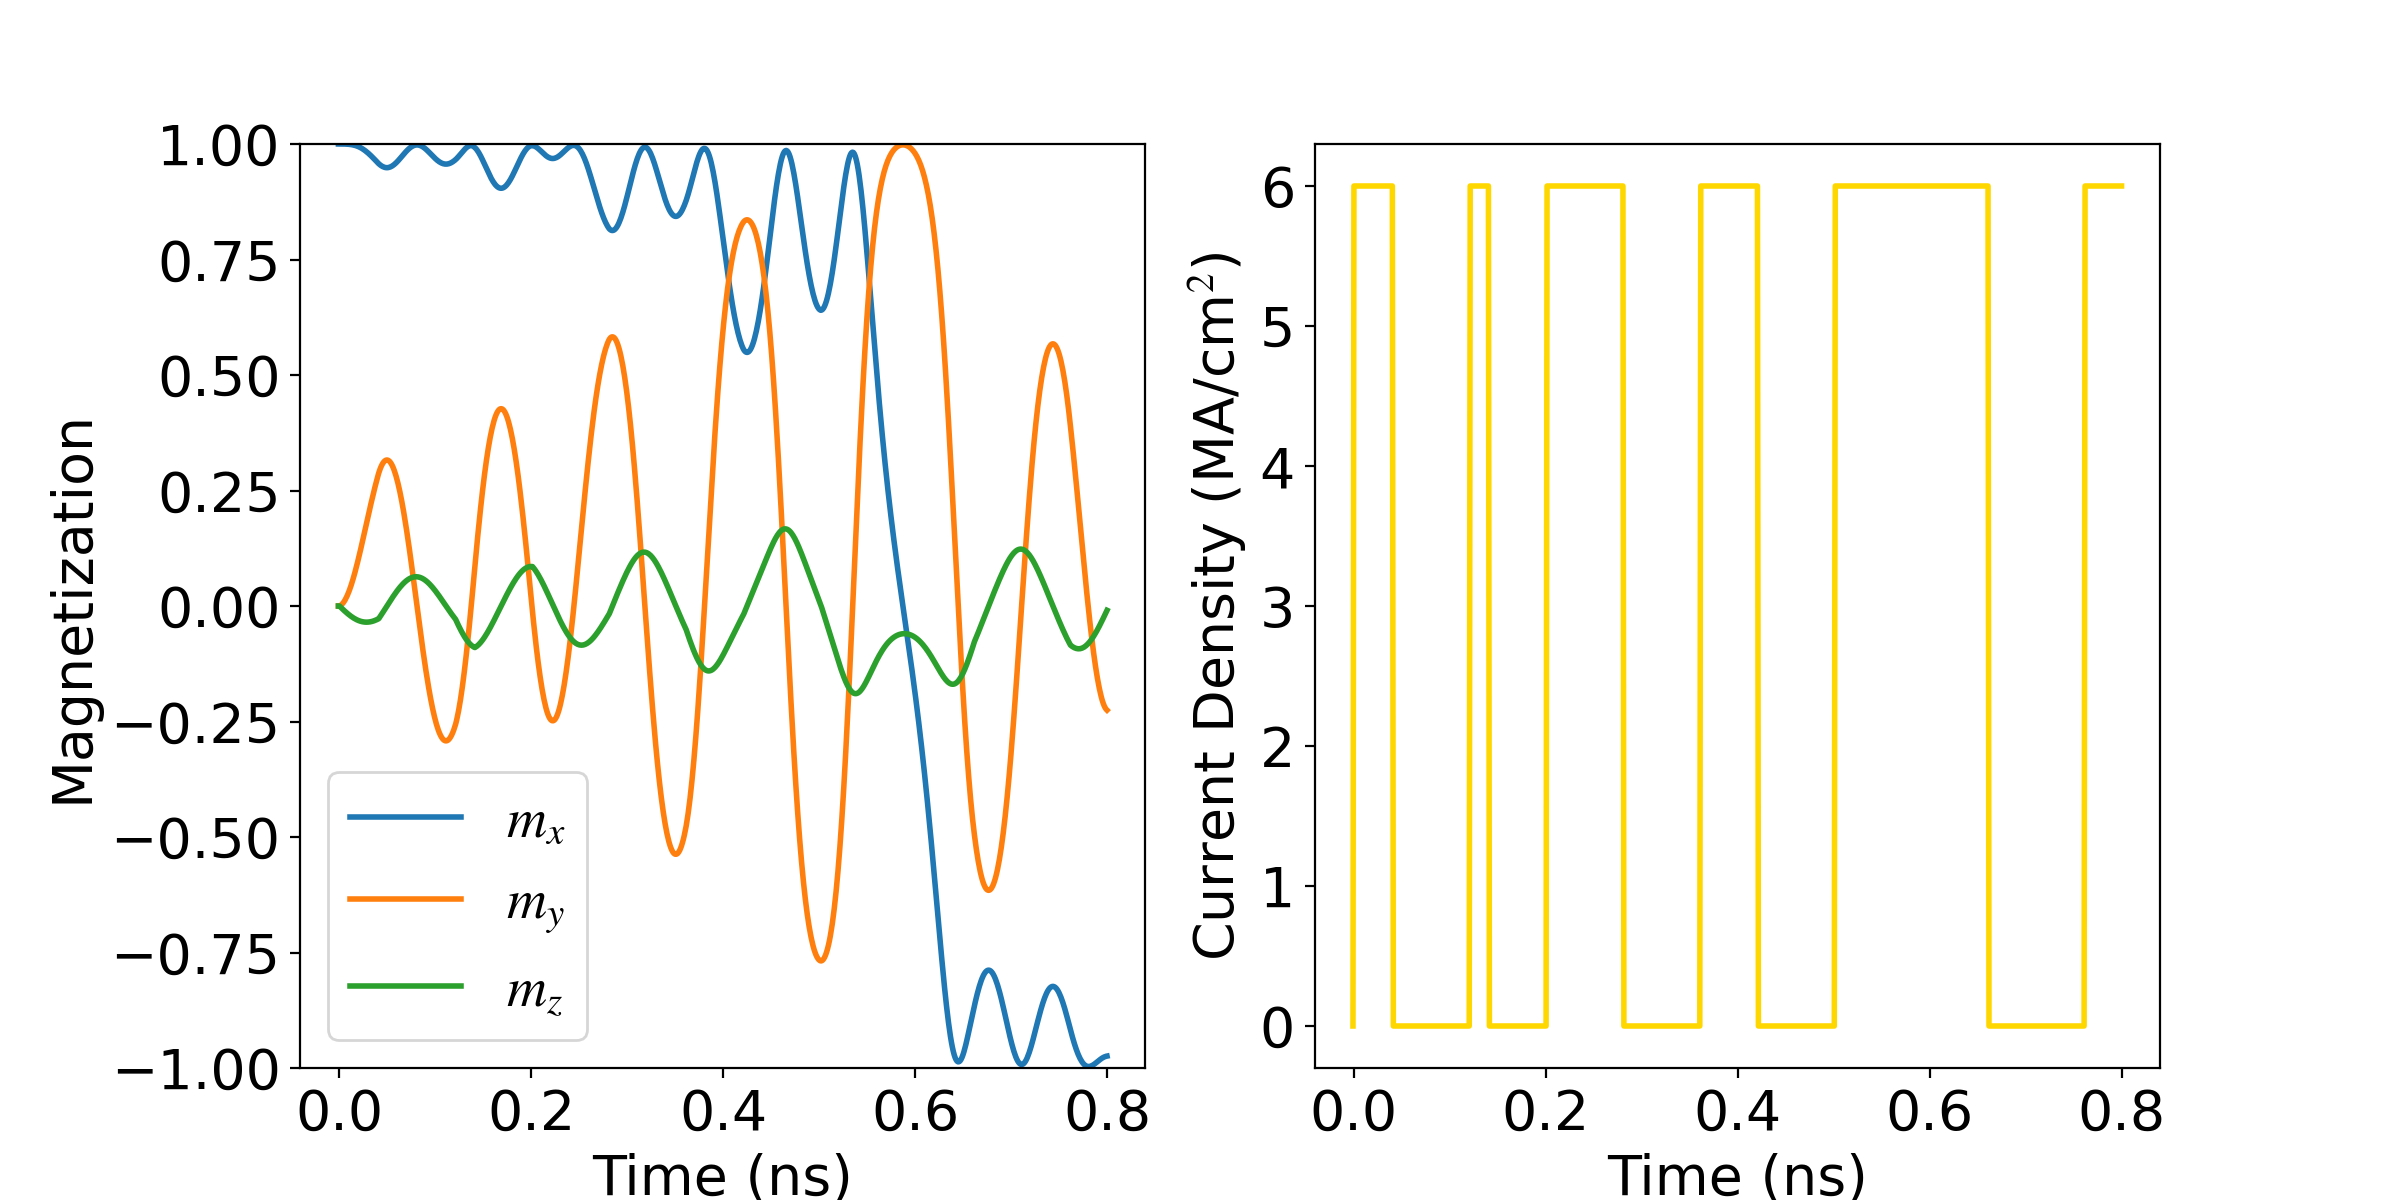 Magnetization
1.00
0.75
0.50
0.25
0.00
−0.25
−0.50
−0.75
−1.00
m_x
m_y
m_z
0.0 0.2 0.4 0.6 0.8
Time (ns)
Current Density (MA/cm²)
6
5
4
3
2
1
0
0.0 0.2 0.4 0.6 0.8
Time (ns)